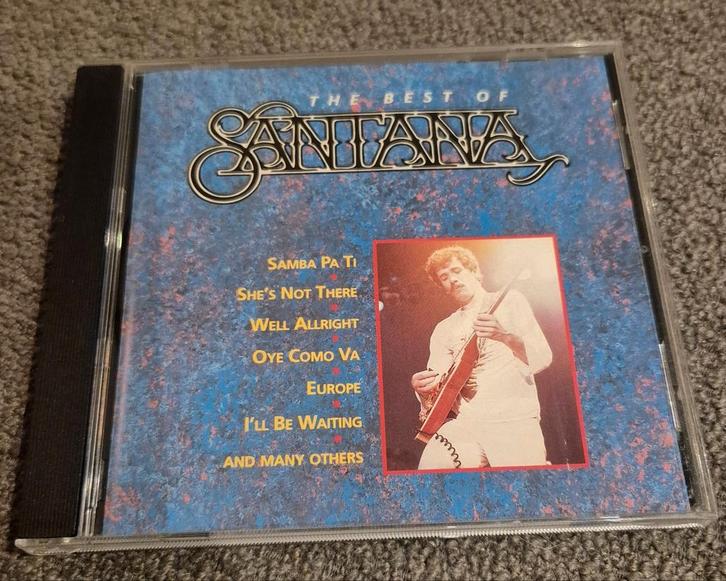 THE BEST OF
SANTANA
SAMBA PA TI
SHE'S NOT THERE
WELL ALLRIGHT
OYE COMO VA
EUROPE
I'LL BE WAITING
AND MANY OTHERS